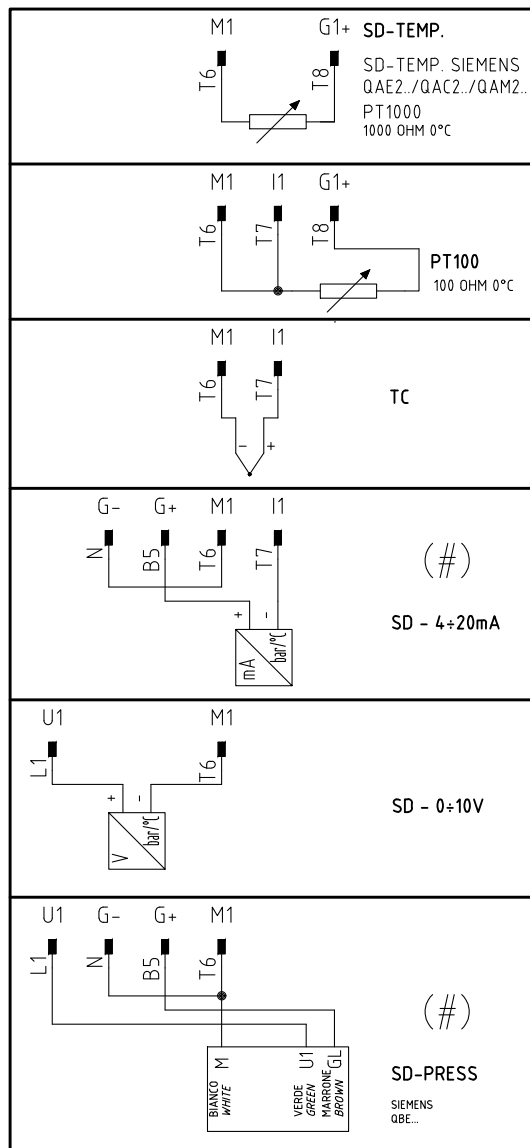 M1 G1+ SD-TEMP.
T6 T8 SD-TEMP. SIEMENS
QAE2../QAC2../QAM2..
PT1000
1000 OHM 0°C
M1 I1 G1+
T6 T7 T8
PT100
100 OHM 0°C
M1 I1
T6 T7
TC
- +
G- G+ M1 I1
N B5 T6 T7
(#)
+ -
SD - 4÷20mA
mA bar/°C
U1 M1
L1 T6
+ -
SD - 0÷10V
V bar/°C
U1 G- G+ M1
L1 N B5 T6
(#)
M U1 GL
BIANCO VERDE MARRONE
WHITE GREEN BROWN
SD-PRESS
SIEMENS
QBE...